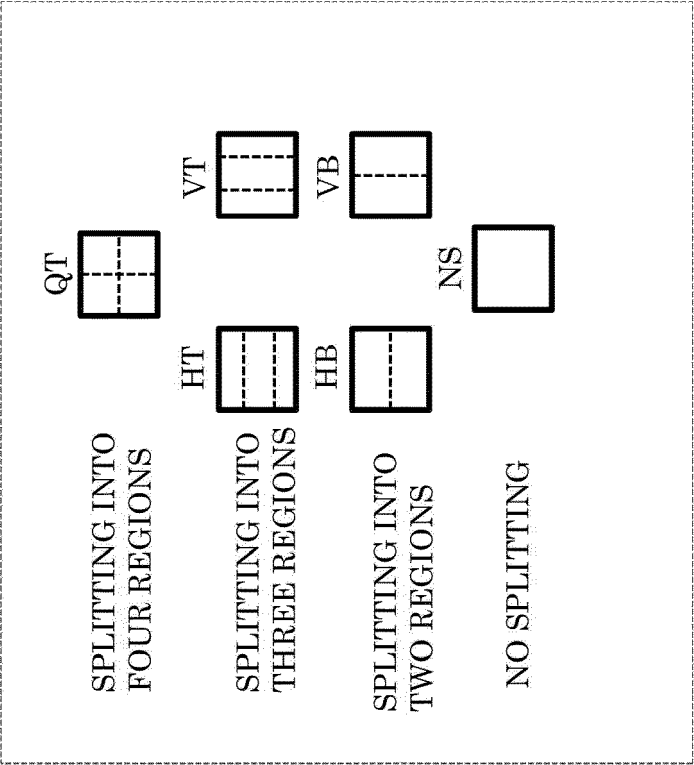 SPLITTING INTO
FOUR REGIONS
QT
SPLITTING INTO
THREE REGIONS
HT
VT
SPLITTING INTO
TWO REGIONS
HB
VB
NO SPLITTING
NS